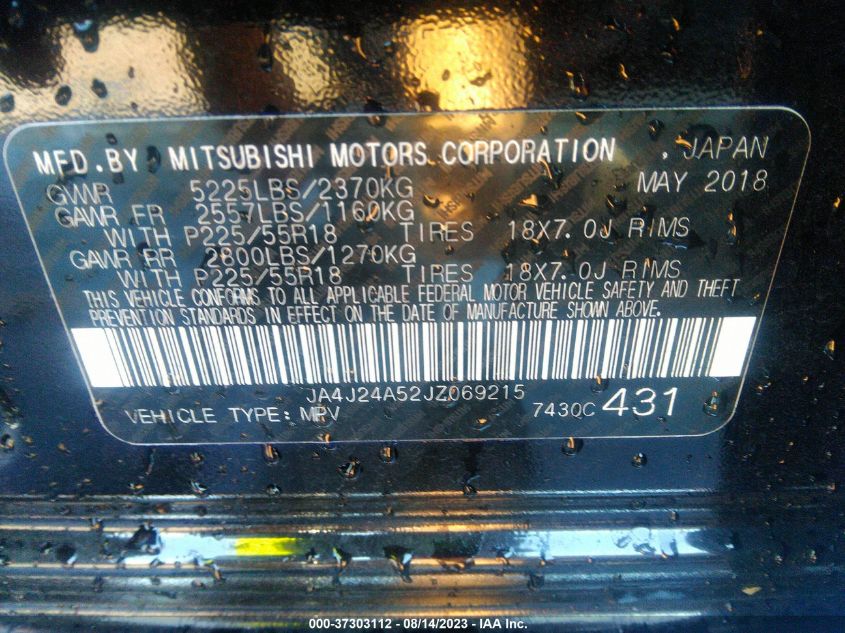 MFD.BY MITSUBISHI MOTORS CORPORATION , JAPAN
GVWR 5225LBS/2370KG MAY 2018
GAWR FR 2557LBS/1160KG
WITH P225/55R18 TIRES 18X7.0J RIMS
GAWR RR 2800LBS/1270KG
WITH P225/55R18 TIRES 18X7.0J RIMS
THIS VEHICLE CONFORMS TO ALL APPLICABLE FEDERAL MOTOR VEHICLE SAFETY AND THEFT
PREVENTION STANDARDS IN EFFECT ON THE DATE OF MANUFACTURE SHOWN ABOVE.
JA4J24A52JZ069215
VEHICLE TYPE: MPV 7430C 431
000-37303112 - 08/14/2023 - IAA Inc.